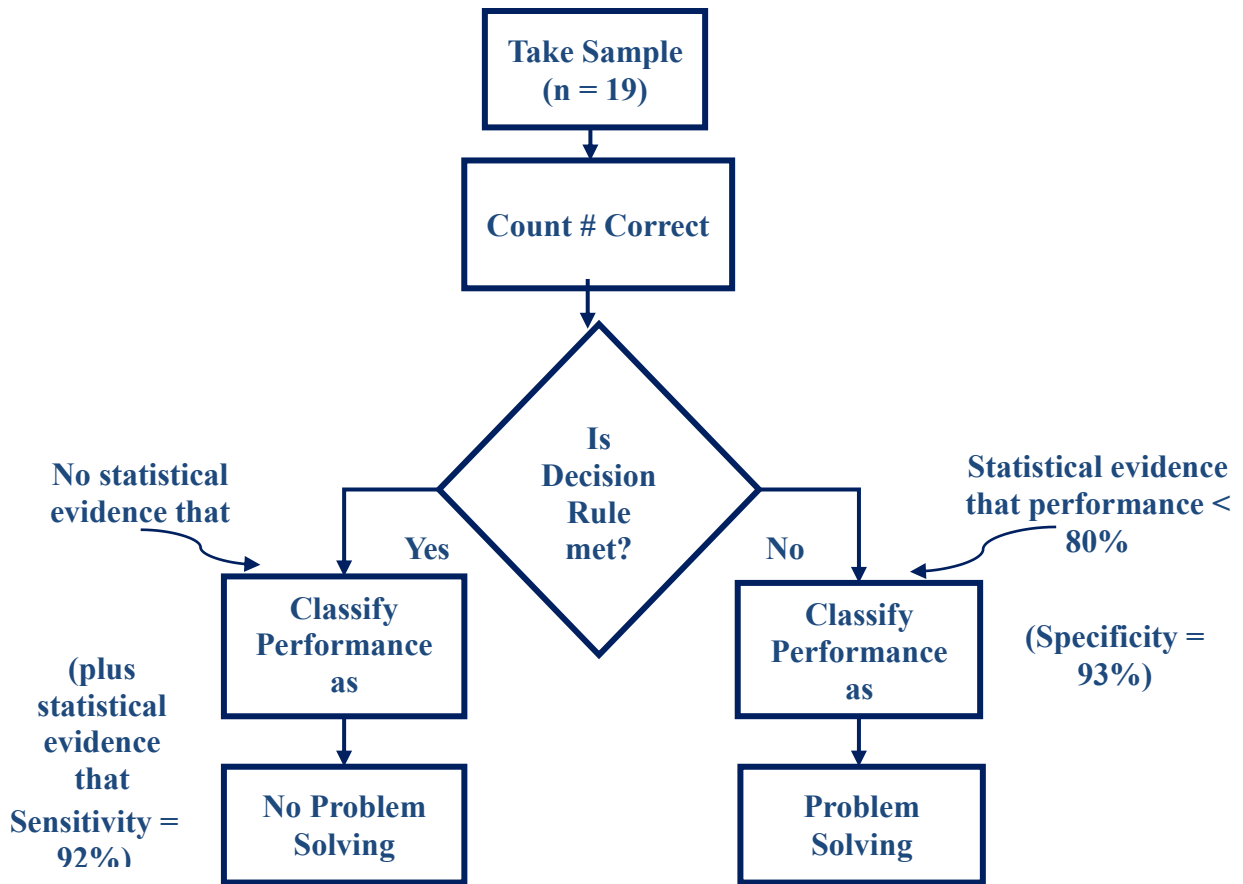 Take Sample
(n = 19)
Count # Correct
Is
Decision
Rule
met?
No statistical
evidence that
Yes
No
Statistical evidence
that performance <
80%
Classify
Performance
as
Classify
Performance
as
(plus
statistical
evidence
that
Sensitivity =
92%)
(Specificity =
93%)
No Problem
Solving
Problem
Solving